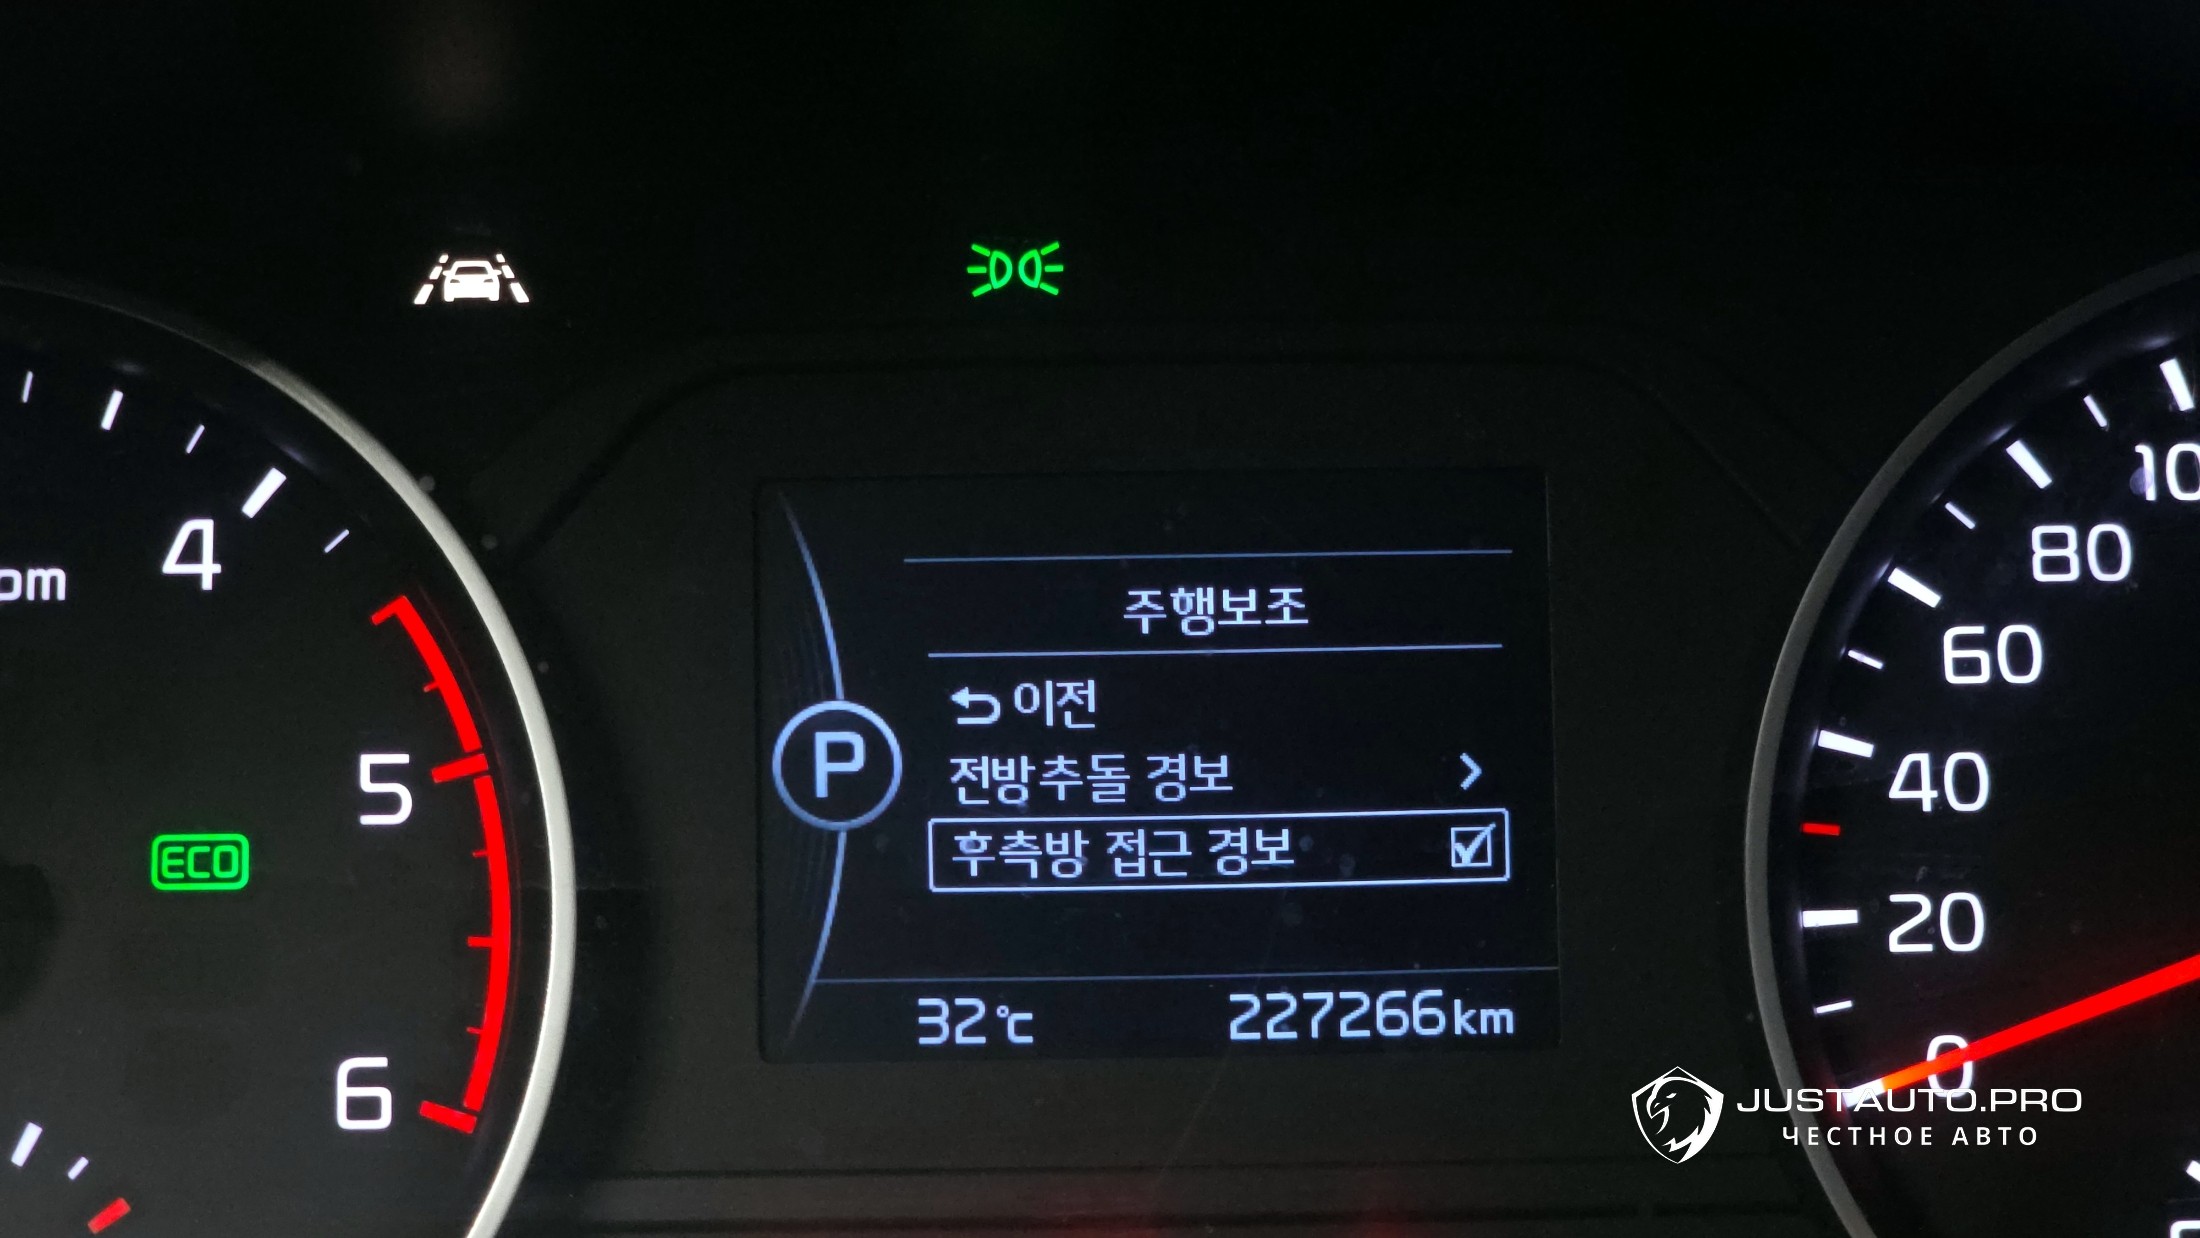 주행보조
이전
전방추돌 경보
후측방 접근 경보
32℃ 227266km
P
4
5
6
ECO
80
60
40
20
0
JUSTAUTO.PRO
ЧЕСТНОЕ АВТО